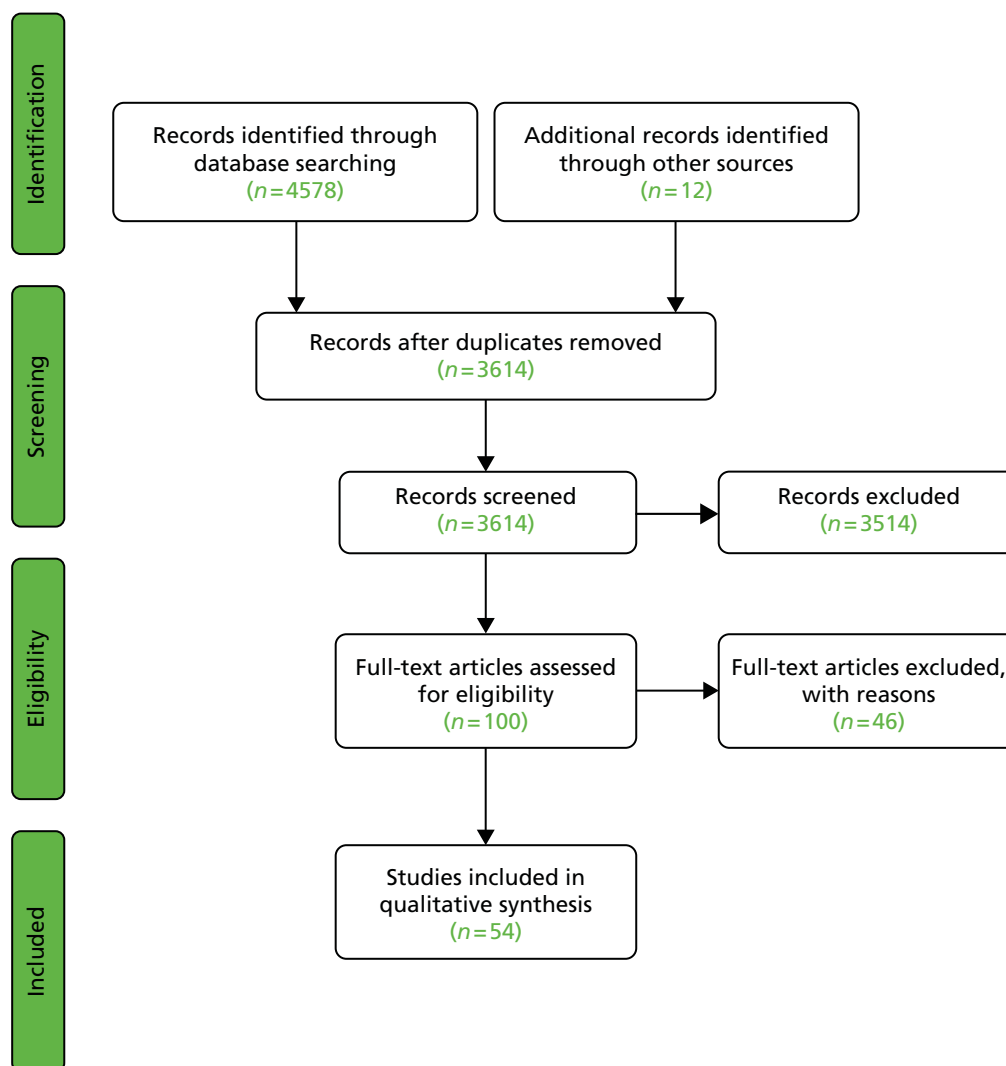 Identification
Records identified through
database searching
(n=4578)
Additional records identified
through other sources
(n=12)
Screening
Records after duplicates removed
(n=3614)
Records screened
(n=3614)
Records excluded
(n=3514)
Eligibility
Full-text articles assessed
for eligibility
(n=100)
Full-text articles excluded,
with reasons
(n=46)
Included
Studies included in
qualitative synthesis
(n=54)